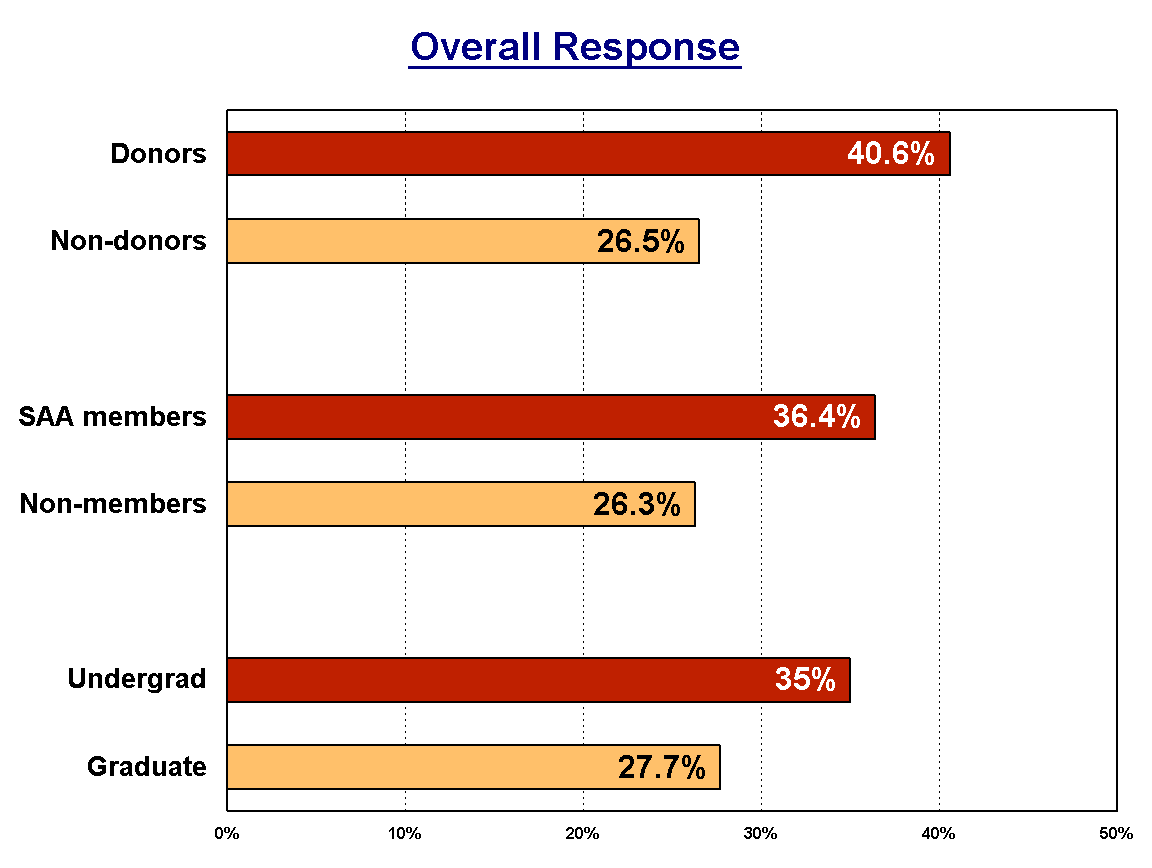 Overall Response
Donors 40.6%
Non-donors 26.5%
SAA members 36.4%
Non-members 26.3%
Undergrad 35%
Graduate 27.7%
0% 10% 20% 30% 40% 50%